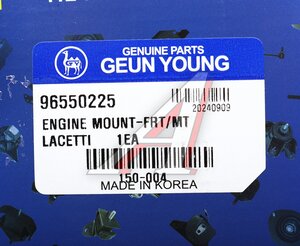 GENUINE PARTS
GEUN YOUNG
96550225
20240909
ENGINE MOUNT-FRT/MT
LACETTI 1EA
150-004
MADE IN KOREA